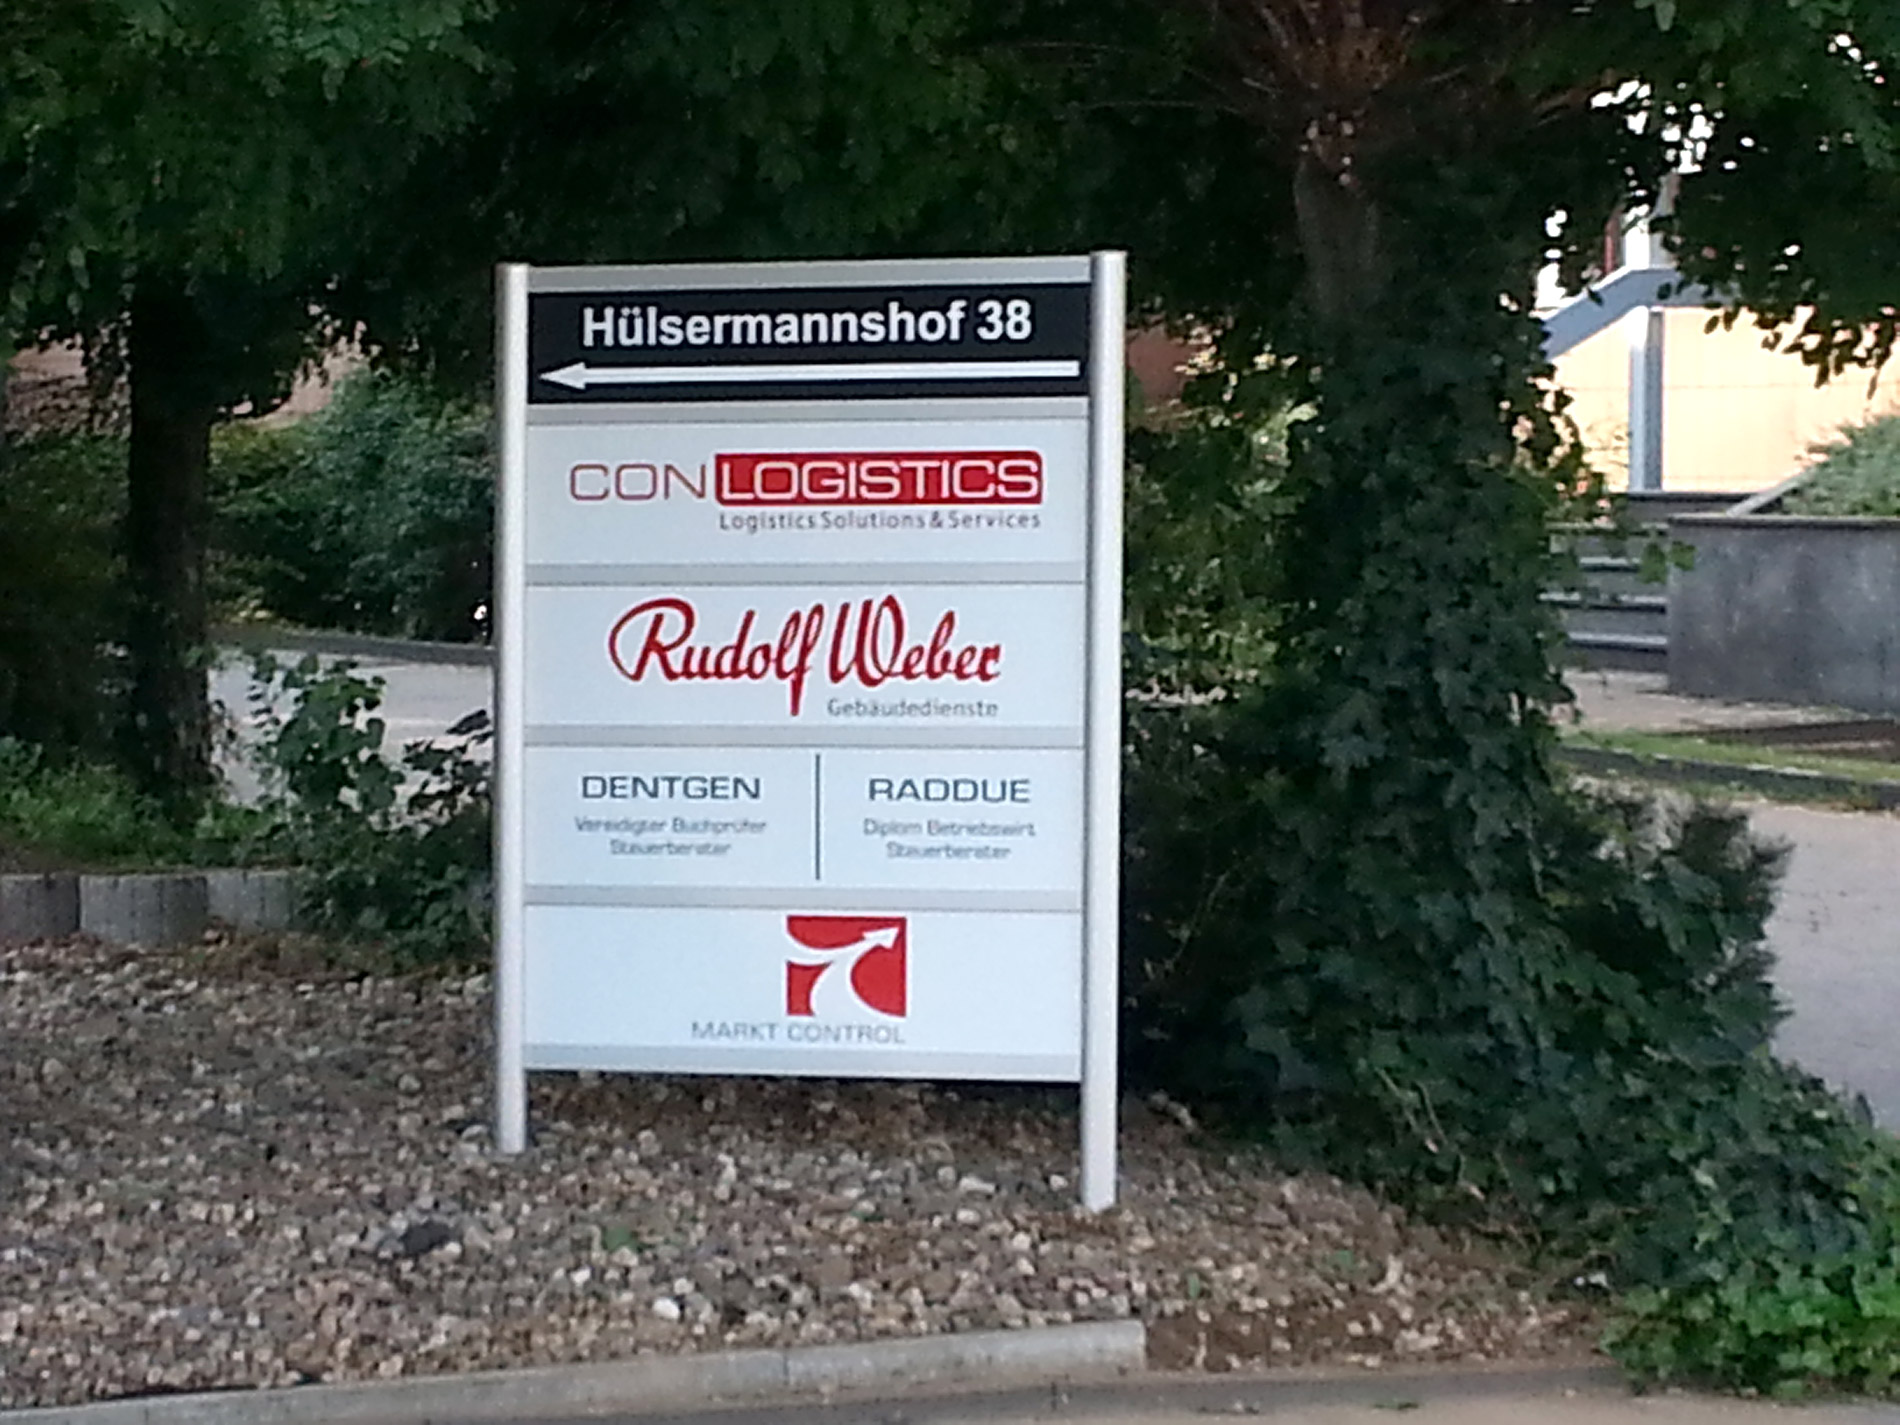 Hülsermannshof 38
CON LOGISTICS
Logistics Solutions & Services
Rudolf Weber
Gebäudedienste
DENTGEN
Vereidigter Buchprüfer
Steuerberater
RADDUE
Diplom Betriebswirt
Steuerberater
MARKT CONTROL